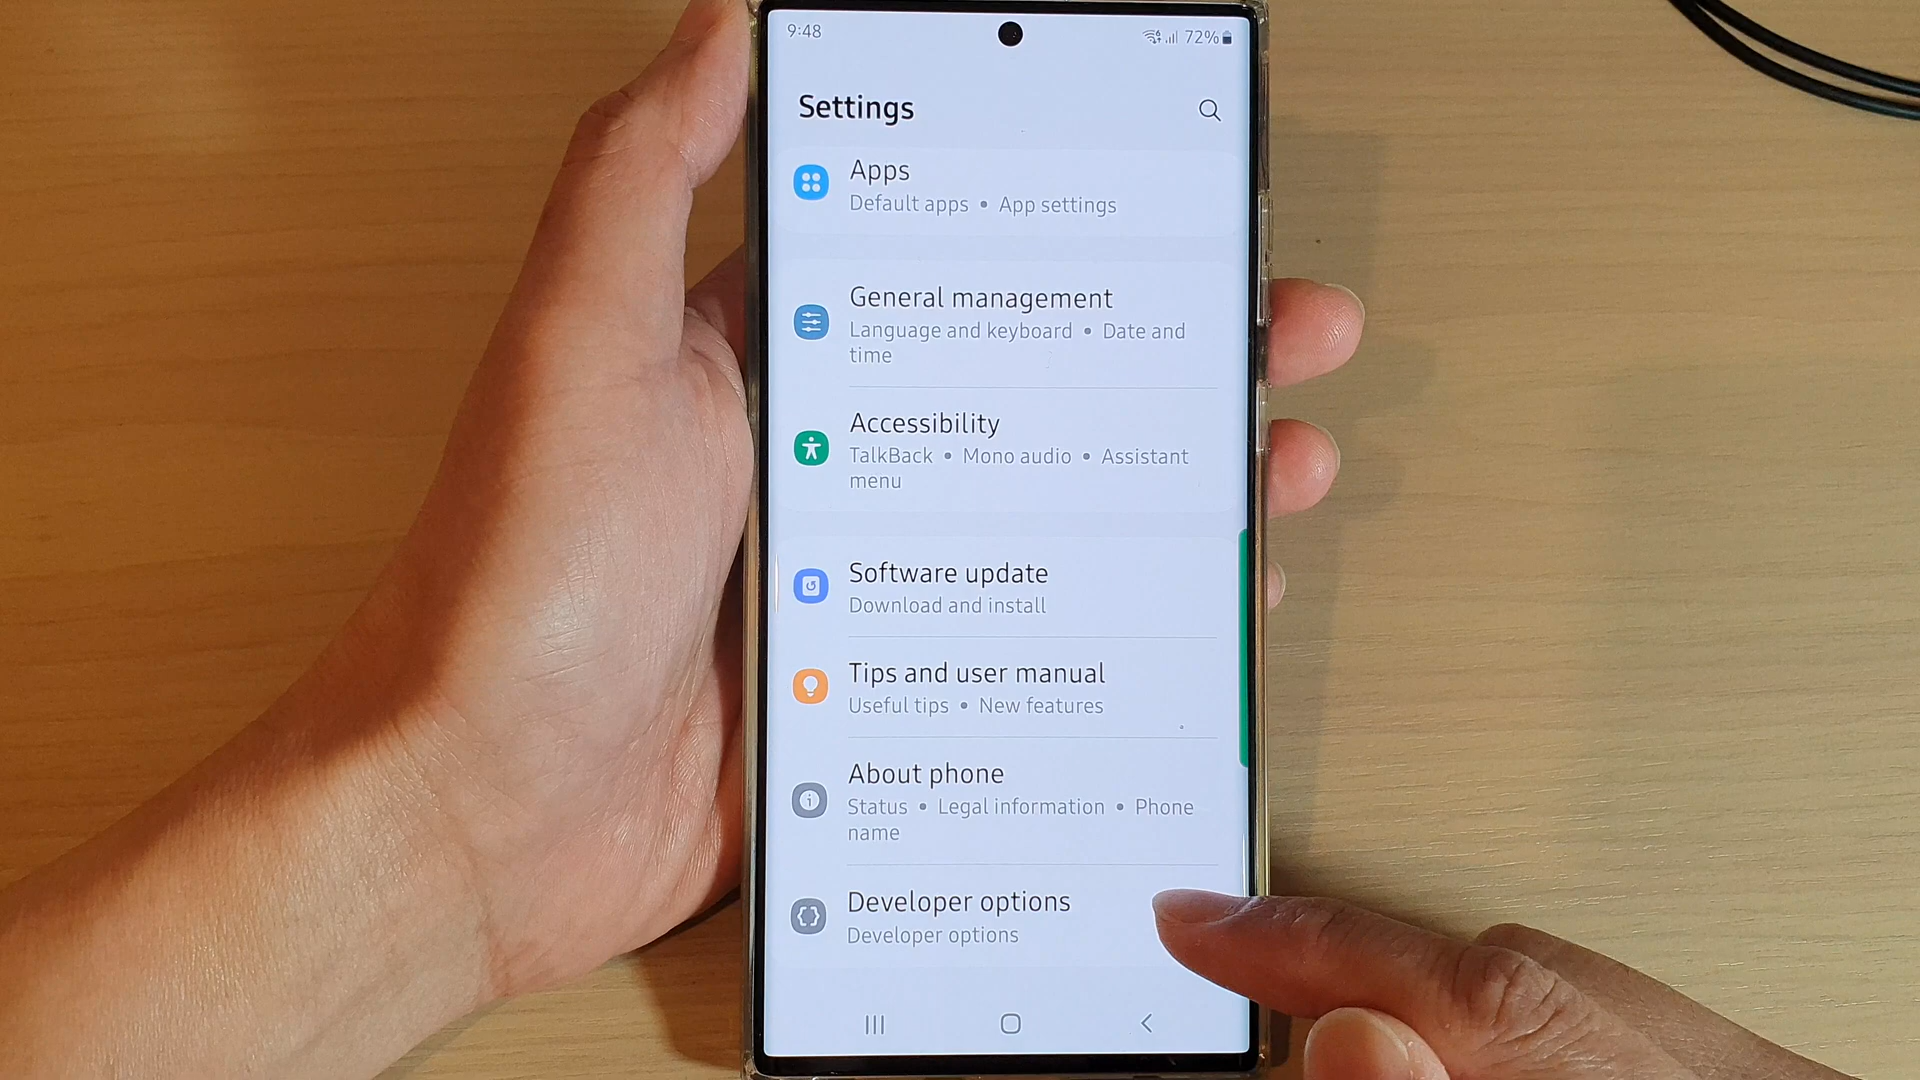 9:48
72%
Settings
Apps
Default apps • App settings
General management
Language and keyboard • Date and
time
Accessibility
TalkBack • Mono audio • Assistant
menu
Software update
Download and install
Tips and user manual
Useful tips • New features
About phone
Status • Legal information • Phone
name
Developer options
Developer options